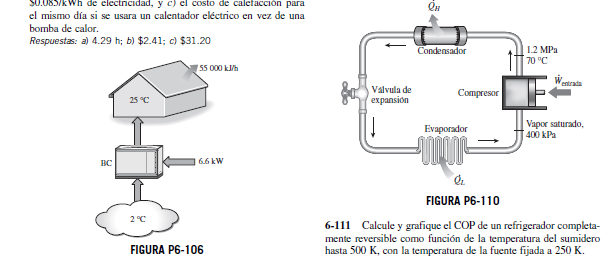 $0.085/kWh de electricidad, y c) el costo de calefacción para
el mismo día si se usara un calentador eléctrico en vez de una
bomba de calor.
Respuestas: a) 4.29 h; b) $2.41; c) $31.20
55 000 kJ/h
25 °C
BC
6.6 kW
2 °C
FIGURA P6-106
Q̇H
Condensador
1.2 MPa
70 °C
Ẇentrada
Válvula de
expansión
Compresor
Evaporador
Vapor saturado,
400 kPa
Q̇L
FIGURA P6-110
6-111 Calcule y grafique el COP de un refrigerador completa-
mente reversible como función de la temperatura del sumidero
hasta 500 K, con la temperatura de la fuente fijada a 250 K.